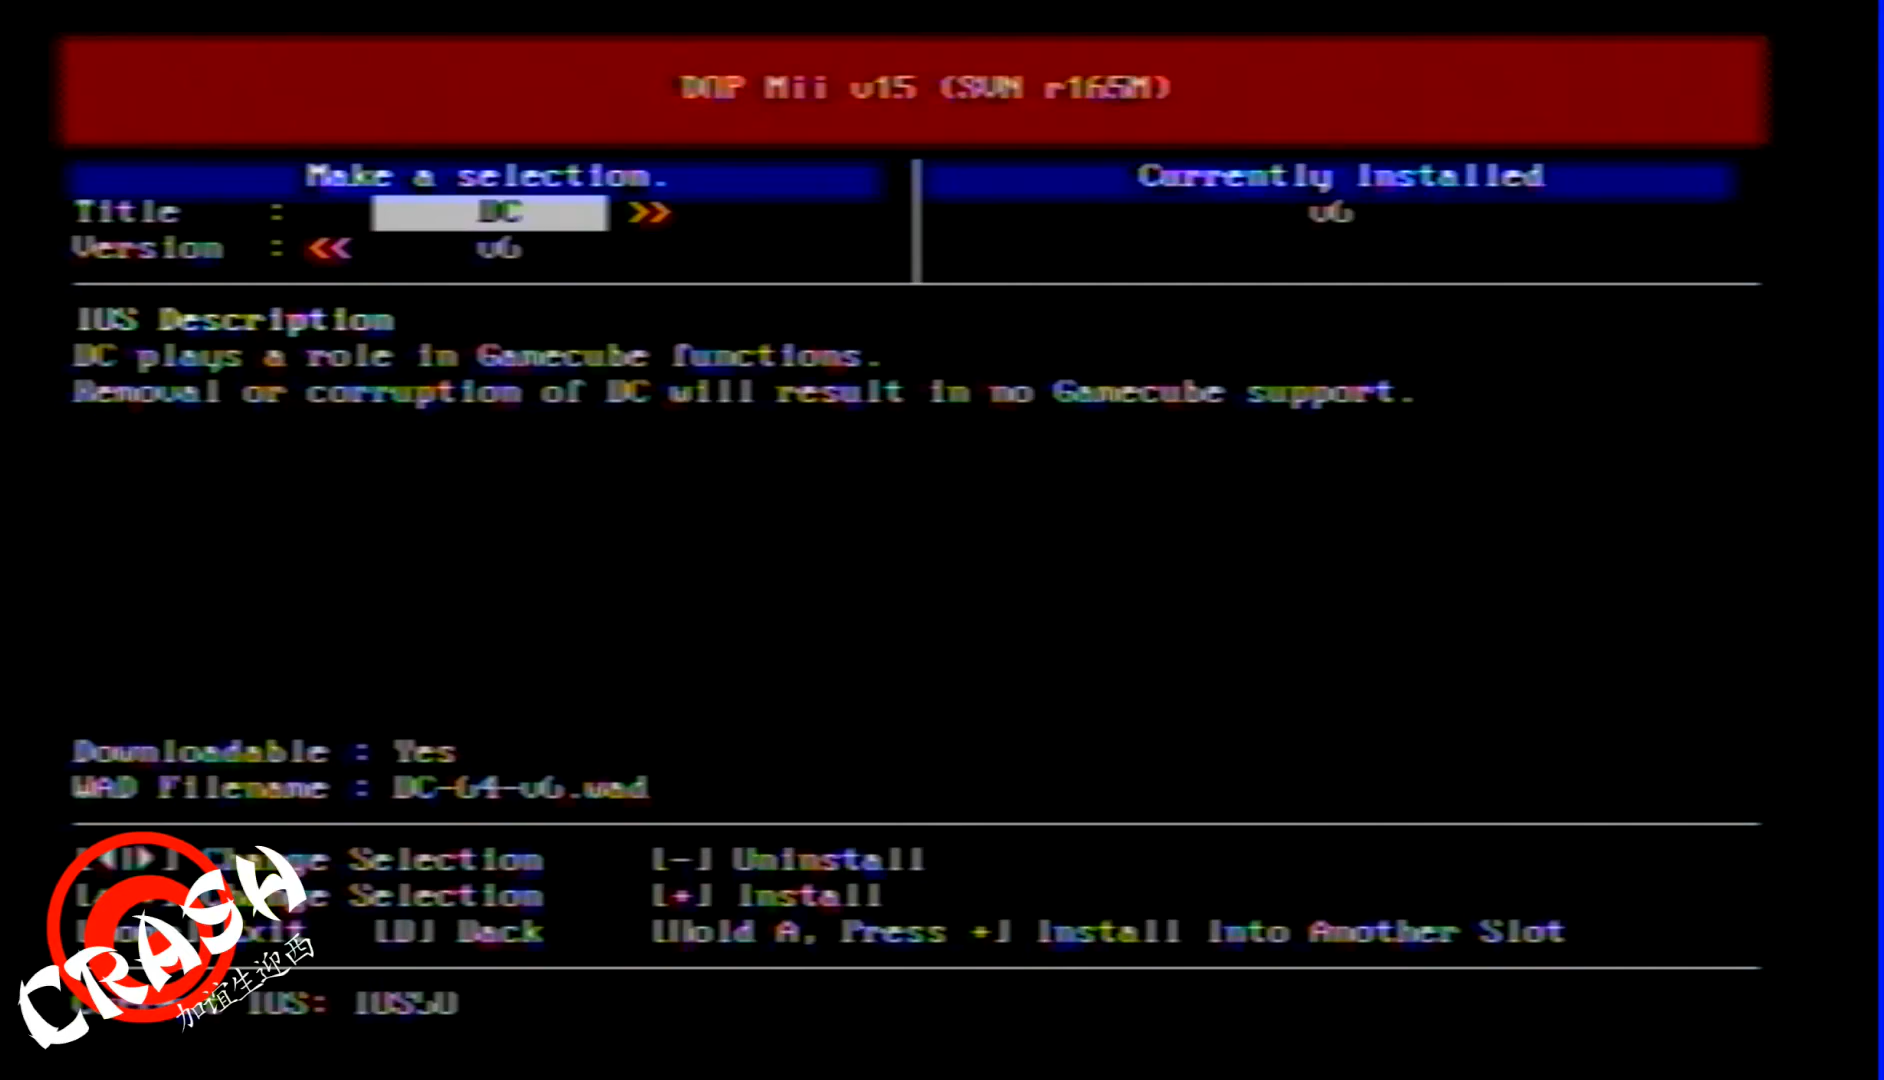 DOP Mii v15 (SVN r165M)
Make a selection.
Currently Installed
Title : DC >>
v6
Version : << v6
IOS Description
DC plays a role in Gamecube functions.
Removal or corruption of DC will result in no Gamecube support.
Downloadable : Yes
WAD Filename : DC-64-v6.wad
Selection [-] Uninstall
Selection [+] Install
[B] Back [Hold A, Press +] Install Into Another Slot
IOS: IOS50
CRASH
加谊生迎西